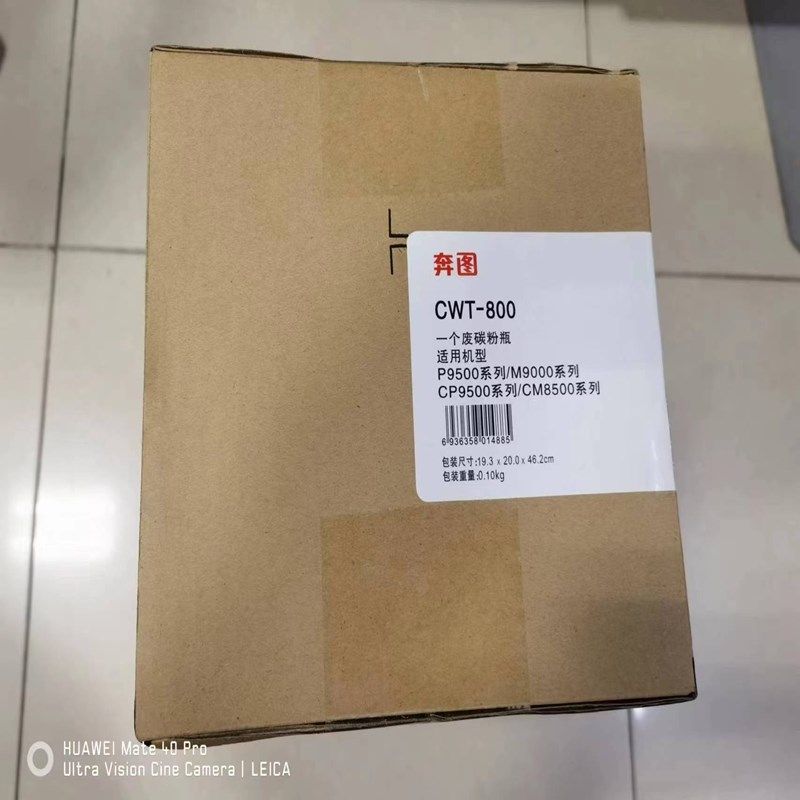 奔图
CWT-800
一个废碳粉瓶
适用机型
P9500系列/M9000系列
CP9500系列/CM8500系列
6 936358 014885
包装尺寸:19.3 x 20.0 x 46.2cm
包装重量:0.10kg
HUAWEI Mate 40 Pro
Ultra Vision Cine Camera | LEICA